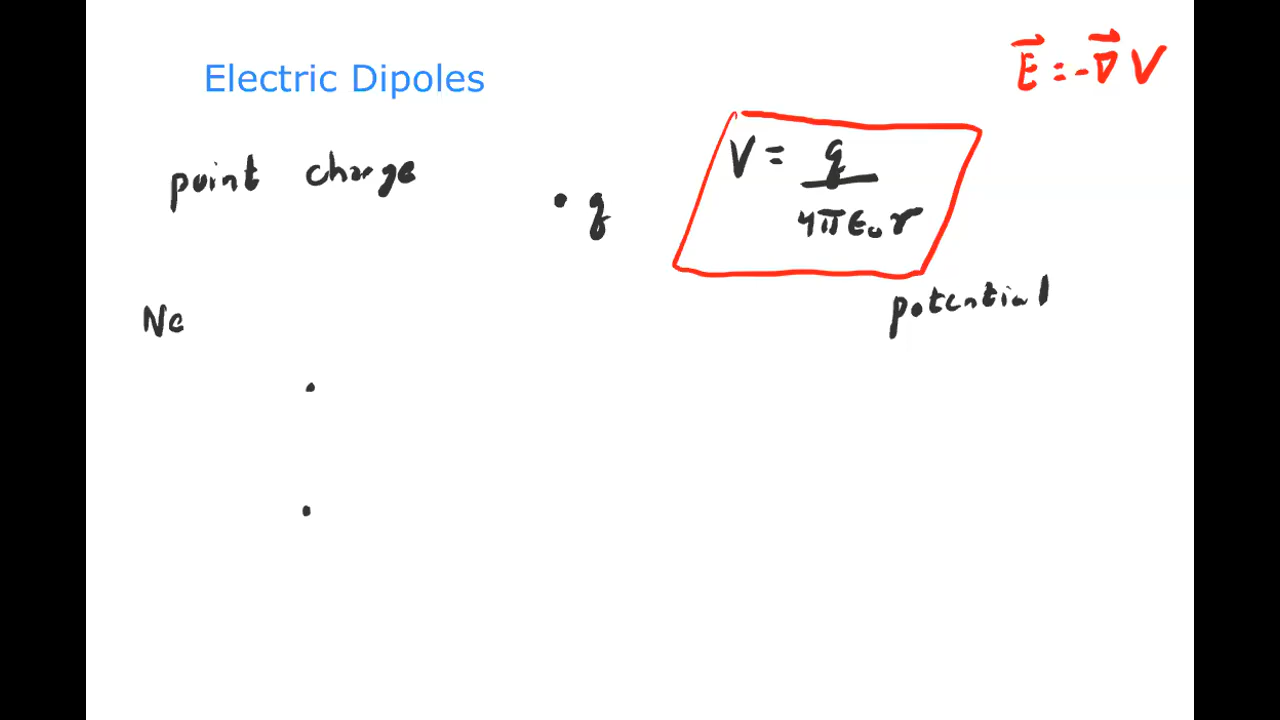 E⃗ = -∇⃗ V
Electric Dipoles
point charge
• q
V = q / 4πε₀r
potential
Ne